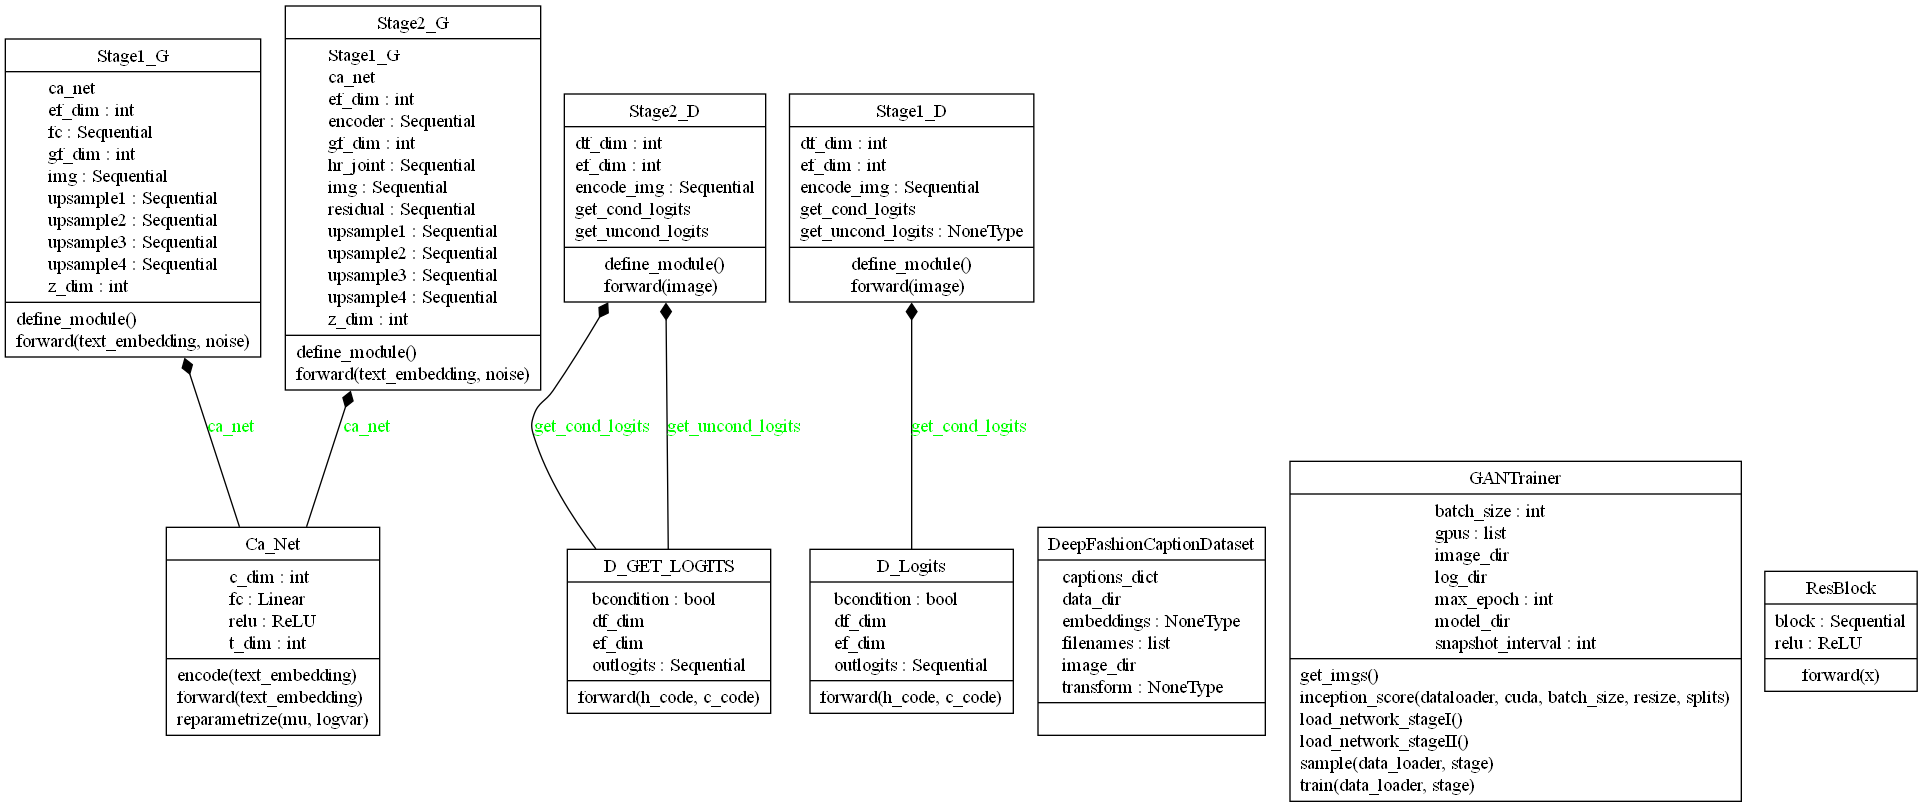 Stage1_G
ca_net
ef_dim : int
fc : Sequential
gf_dim : int
img : Sequential
upsample1 : Sequential
upsample2 : Sequential
upsample3 : Sequential
upsample4 : Sequential
z_dim : int
define_module()
forward(text_embedding, noise)
Stage2_G
Stage1_G
ca_net
ef_dim : int
encoder : Sequential
gf_dim : int
hr_joint : Sequential
img : Sequential
residual : Sequential
upsample1 : Sequential
upsample2 : Sequential
upsample3 : Sequential
upsample4 : Sequential
z_dim : int
define_module()
forward(text_embedding, noise)
Stage2_D
df_dim : int
ef_dim : int
encode_img : Sequential
get_cond_logits
get_uncond_logits
define_module()
forward(image)
Stage1_D
df_dim : int
ef_dim : int
encode_img : Sequential
get_cond_logits
get_uncond_logits : NoneType
define_module()
forward(image)
ca_net
ca_net
get_cond_logits
get_uncond_logits
get_cond_logits
Ca_Net
c_dim : int
fc : Linear
relu : ReLU
t_dim : int
encode(text_embedding)
forward(text_embedding)
reparametrize(mu, logvar)
D_GET_LOGITS
bcondition : bool
df_dim
ef_dim
outlogits : Sequential
forward(h_code, c_code)
D_Logits
bcondition : bool
df_dim
ef_dim
outlogits : Sequential
forward(h_code, c_code)
DeepFashionCaptionDataset
captions_dict
data_dir
embeddings : NoneType
filenames : list
image_dir
transform : NoneType
GANTrainer
batch_size : int
gpus : list
image_dir
log_dir
max_epoch : int
model_dir
snapshot_interval : int
get_imgs()
inception_score(dataloader, cuda, batch_size, resize, splits)
load_network_stageI()
load_network_stageII()
sample(data_loader, stage)
train(data_loader, stage)
ResBlock
block : Sequential
relu : ReLU
forward(x)